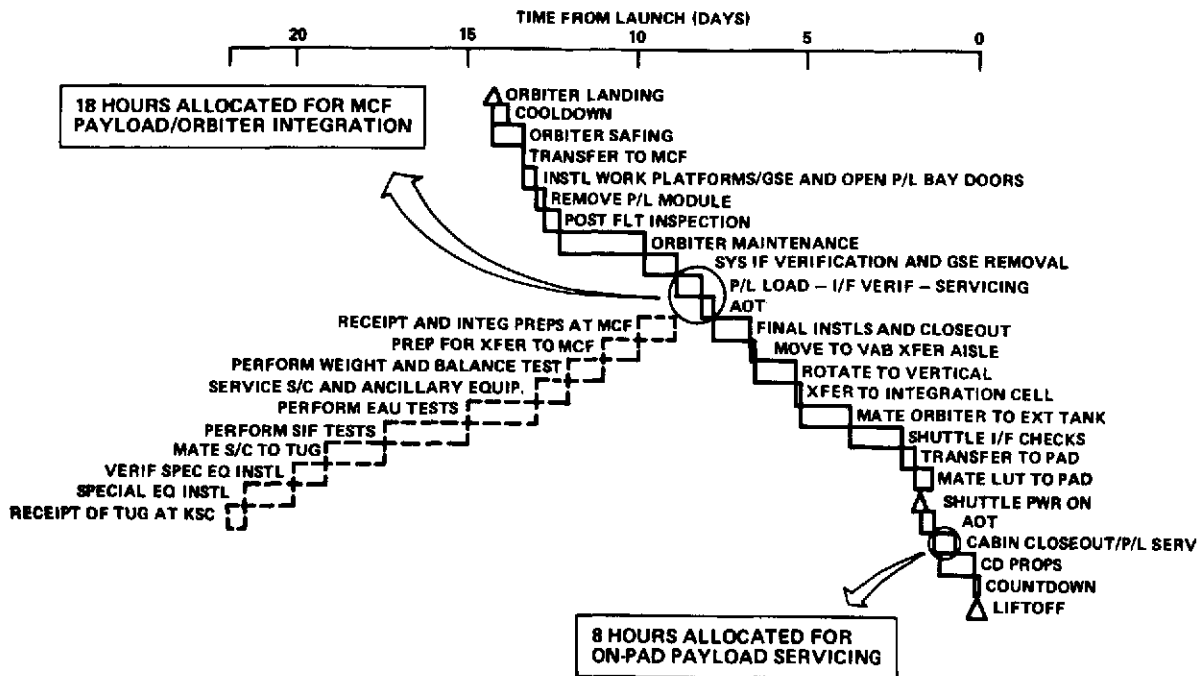 TIME FROM LAUNCH (DAYS)
20 15 10 5 0
18 HOURS ALLOCATED FOR MCF
PAYLOAD/ORBITER INTEGRATION
ORBITER LANDING
COOLDOWN
ORBITER SAFING
TRANSFER TO MCF
INSTL WORK PLATFORMS/GSE AND OPEN P/L BAY DOORS
REMOVE P/L MODULE
POST FLT INSPECTION
ORBITER MAINTENANCE
SYS IF VERIFICATION AND GSE REMOVAL
P/L LOAD – I/F VERIF – SERVICING
AOT
FINAL INSTLS AND CLOSEOUT
MOVE TO VAB XFER AISLE
ROTATE TO VERTICAL
XFER TO INTEGRATION CELL
MATE ORBITER TO EXT TANK
SHUTTLE I/F CHECKS
TRANSFER TO PAD
MATE LUT TO PAD
SHUTTLE PWR ON
AOT
CABIN CLOSEOUT/P/L SERV
CD PROPS
COUNTDOWN
LIFTOFF
RECEIPT AND INTEG PREPS AT MCF
PREP FOR XFER TO MCF
PERFORM WEIGHT AND BALANCE TEST
SERVICE S/C AND ANCILLARY EQUIP.
PERFORM EAU TESTS
PERFORM SIF TESTS
MATE S/C TO TUG
VERIF SPEC EQ INSTL
SPECIAL EQ INSTL
RECEIPT OF TUG AT KSC
8 HOURS ALLOCATED FOR
ON-PAD PAYLOAD SERVICING